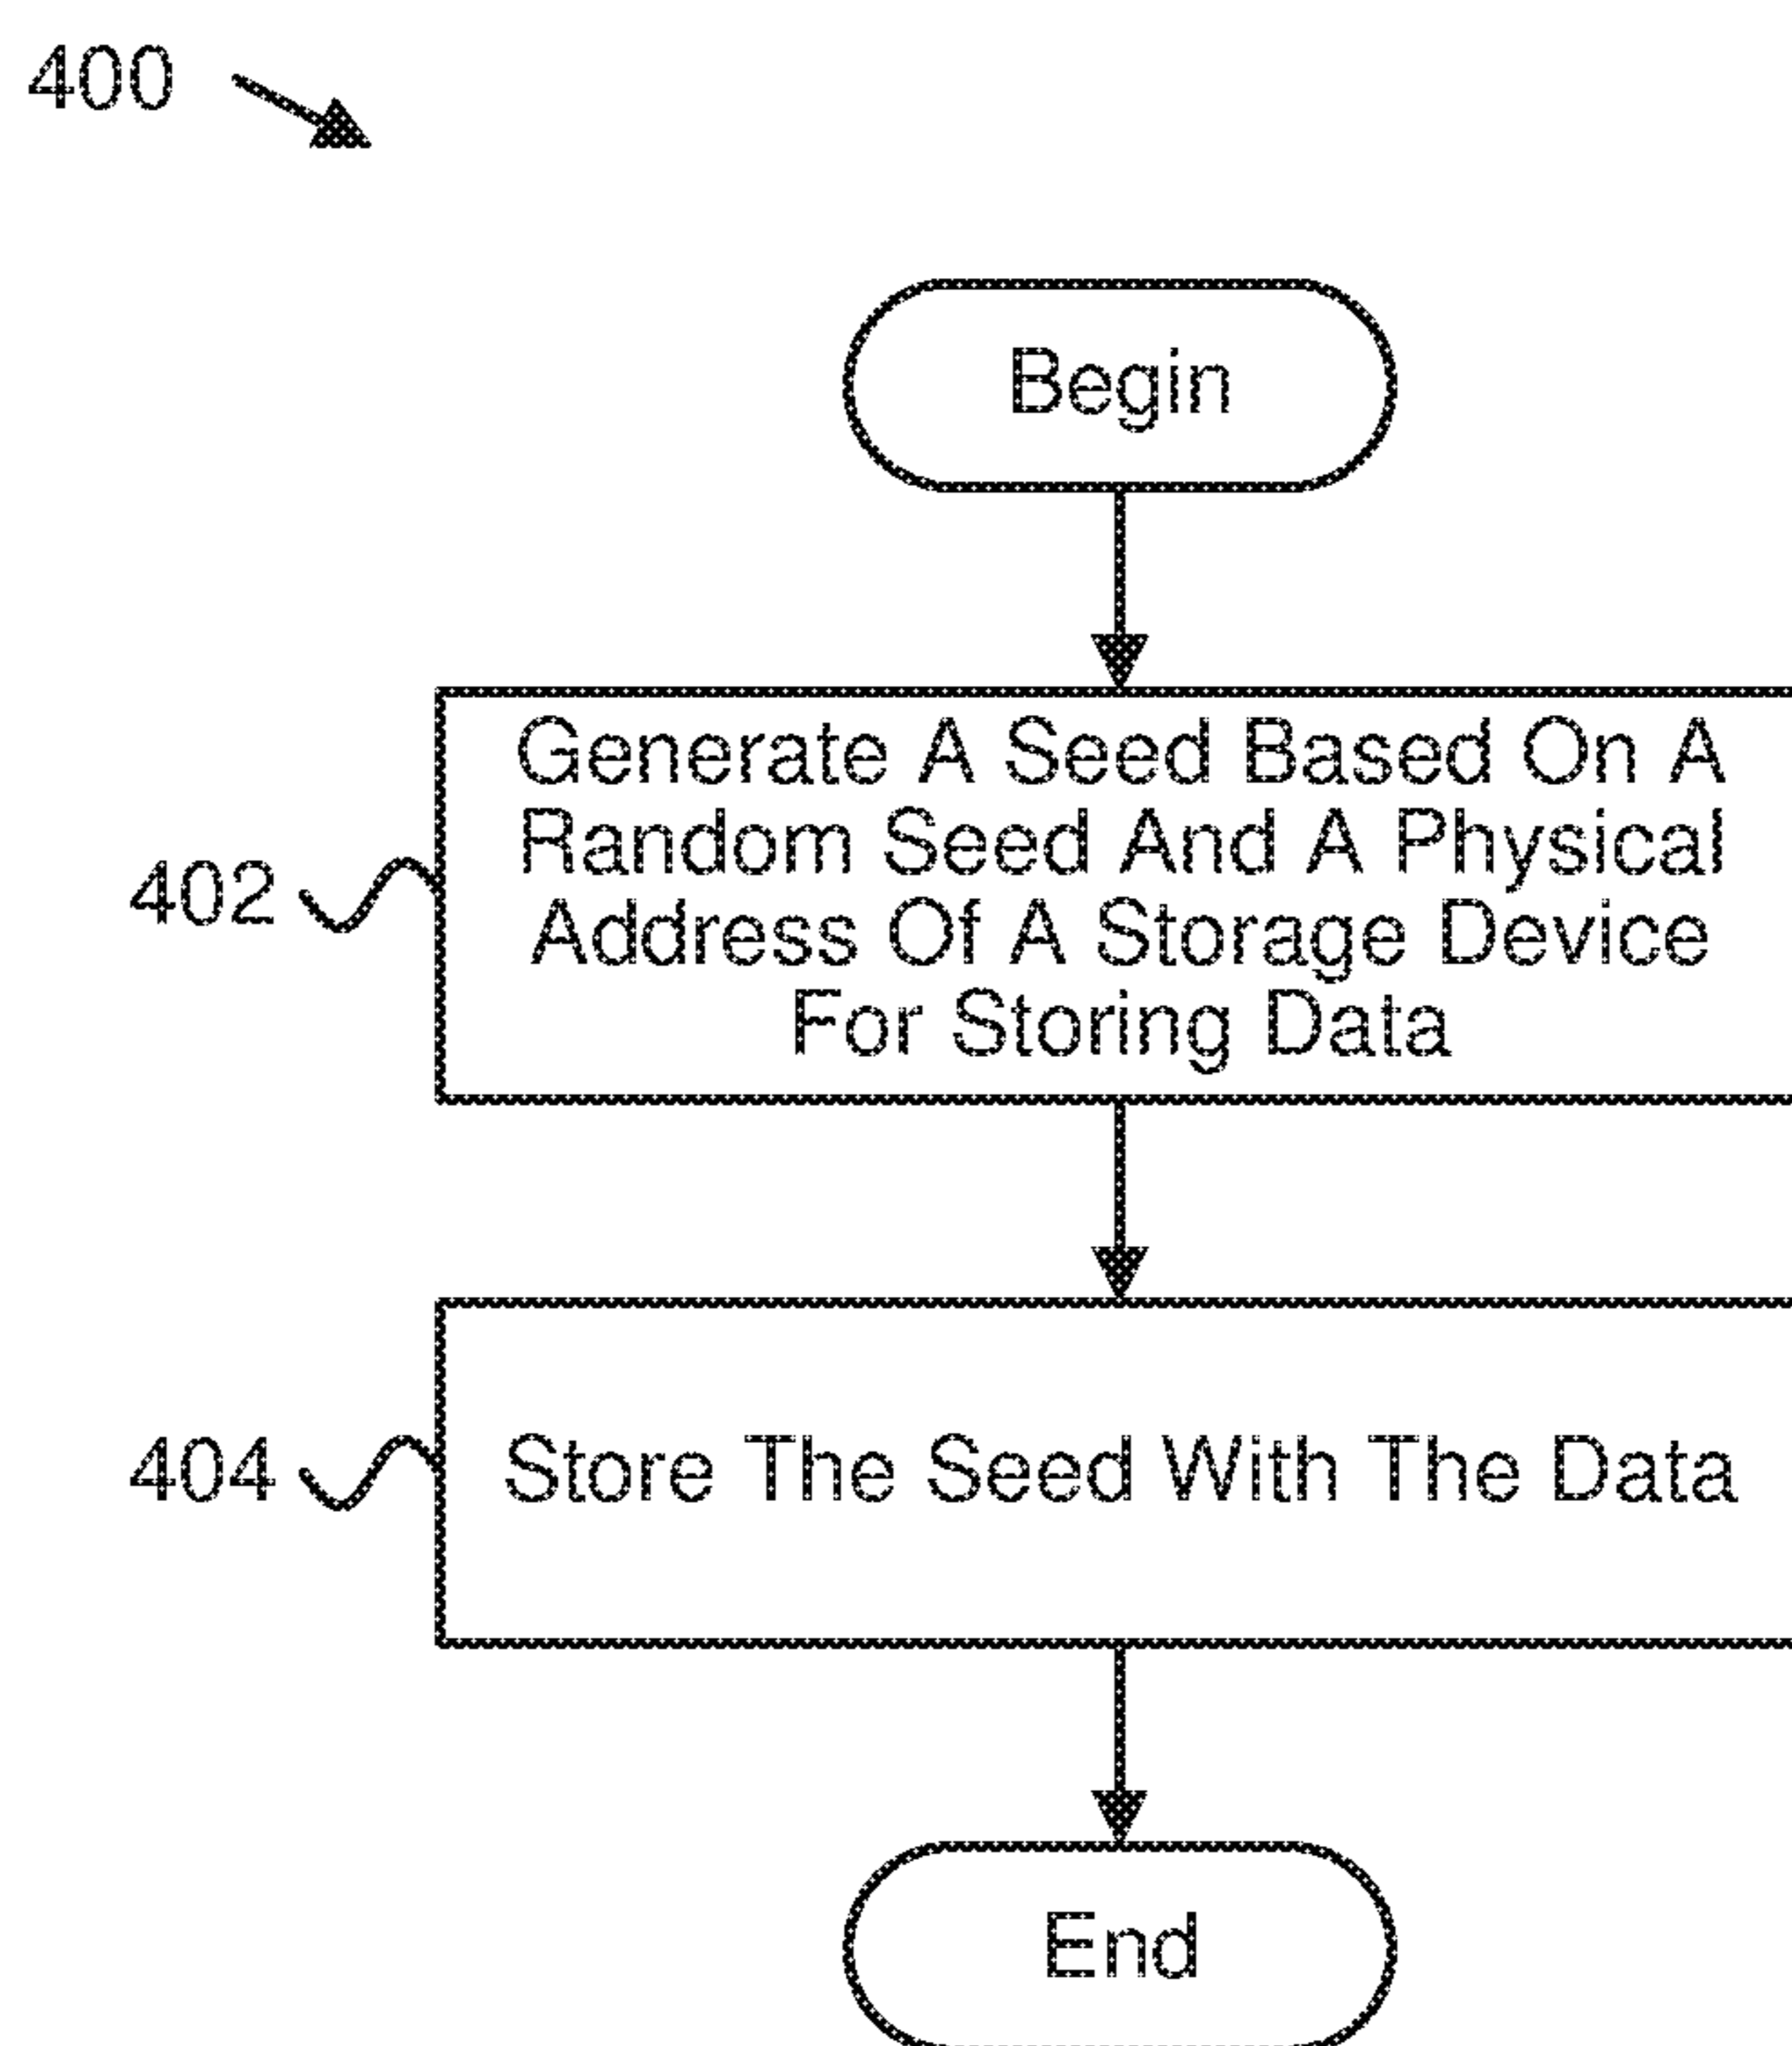 400
Begin
402
Generate A Seed Based On A
Random Seed And A Physical
Address Of A Storage Device
For Storing Data
404
Store The Seed With The Data
End